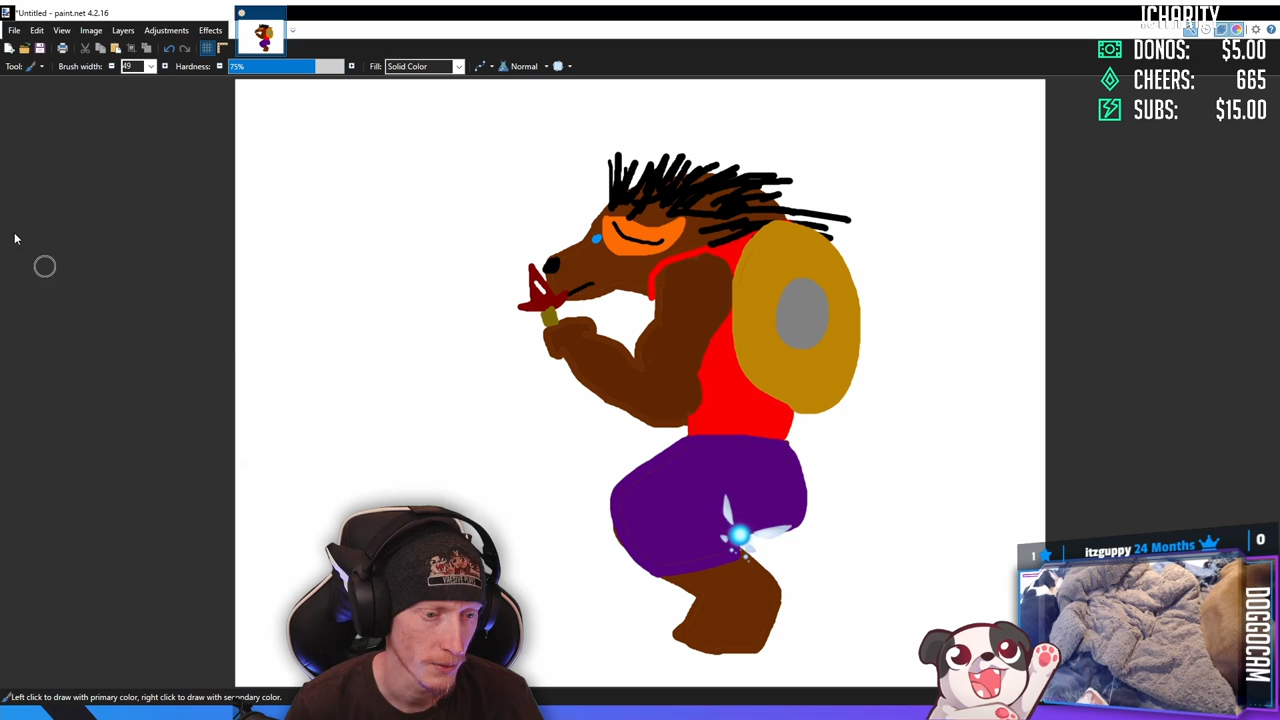 *Untitled - paint.net 4.2.16
File Edit View Image Layers Adjustments Effects
Tool: Brush width: 49 Hardness: 75% Fill: Solid Color Normal
!CHARITY
DONOS: $5.00
CHEERS: 665
SUBS: $15.00
1 itzguppy 24 Months 0
DOGGOCAM
Left click to draw with primary color, right click to draw with secondary color.